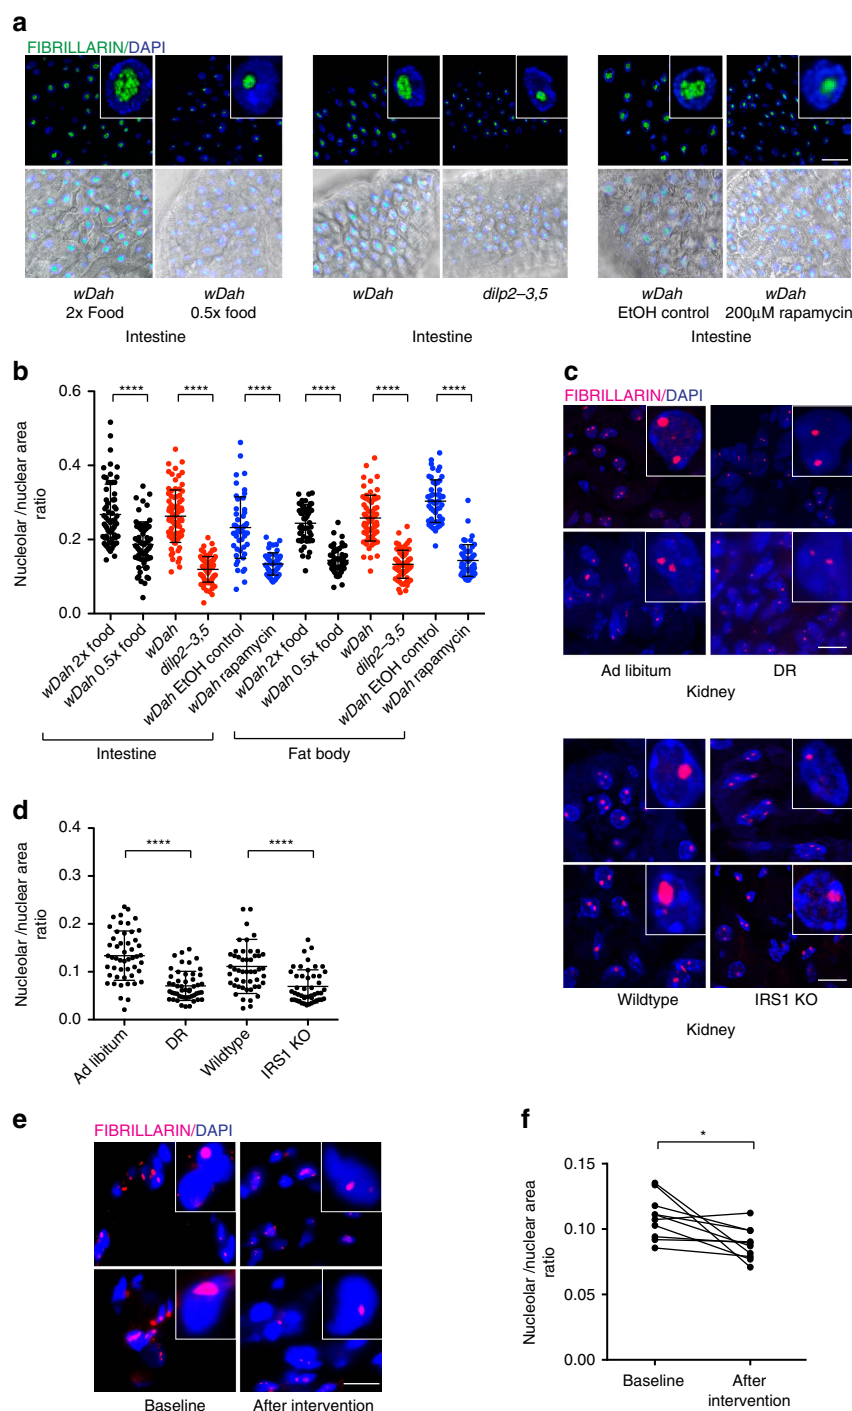 a
FIBRILLARIN/DAPI
wDah
2x Food
wDah
0.5x food
Intestine
wDah
dilp2–3,5
Intestine
wDah
EtOH control
wDah
200µM rapamycin
Intestine
b
Nucleolar /nuclear area
ratio
0.6
0.4
0.2
0.0
****
****
****
****
****
****
wDah 2x food
wDah 0.5x food
wDah
dilp2–3,5
wDah EtOH control
wDah rapamycin
wDah 2x food
wDah 0.5x food
wDah
dilp2–3,5
wDah EtOH control
wDah rapamycin
Intestine
Fat body
c
FIBRILLARIN/DAPI
Ad libitum
DR
Kidney
Wildtype
IRS1 KO
Kidney
d
Nucleolar /nuclear area
ratio
0.4
0.3
0.2
0.1
0.0
****
****
Ad libitum
DR
Wildtype
IRS1 KO
e
FIBRILLARIN/DAPI
Baseline
After intervention
f
Nucleolar /nuclear area
ratio
0.15
0.10
0.05
0.00
*
Baseline
After
intervention